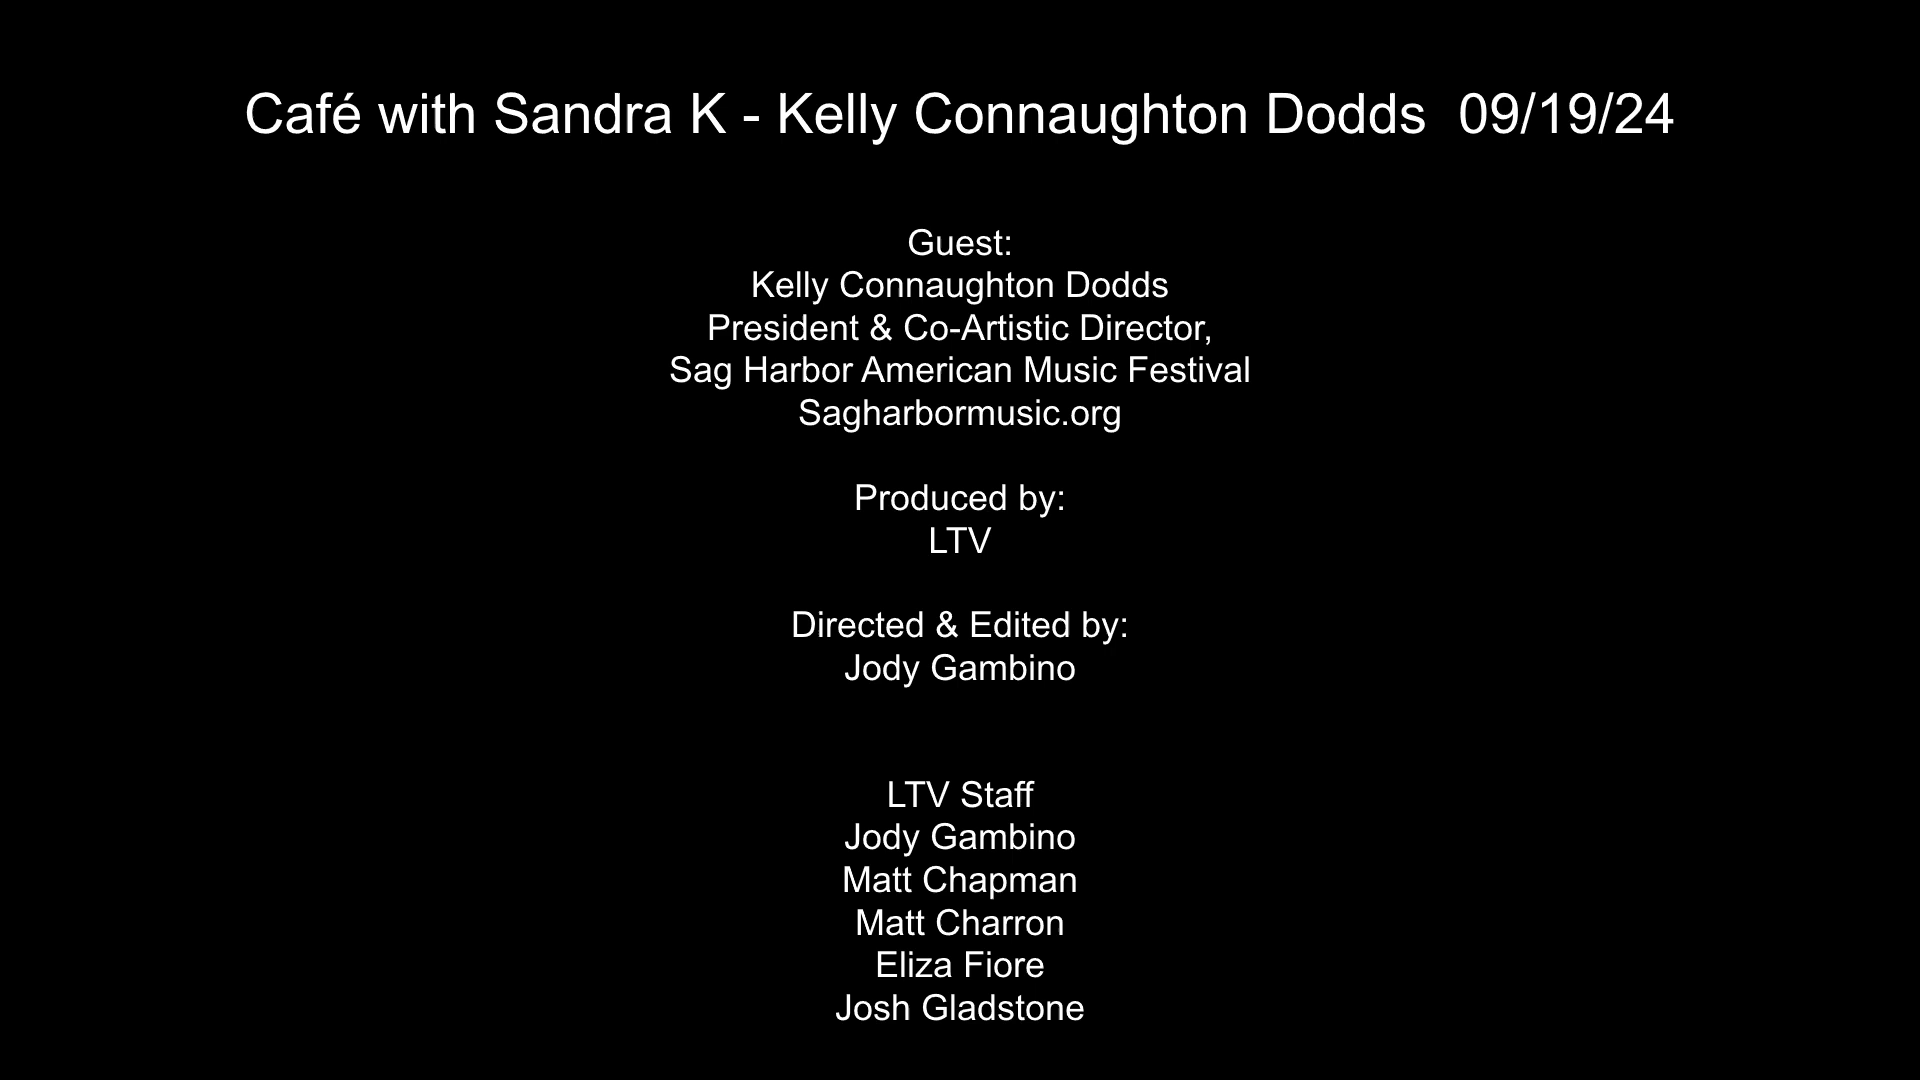 Café with Sandra K - Kelly Connaughton Dodds  09/19/24
Guest:
Kelly Connaughton Dodds
President & Co-Artistic Director,
Sag Harbor American Music Festival
Sagharbormusic.org
Produced by:
LTV
Directed & Edited by:
Jody Gambino
LTV Staff
Jody Gambino
Matt Chapman
Matt Charron
Eliza Fiore
Josh Gladstone